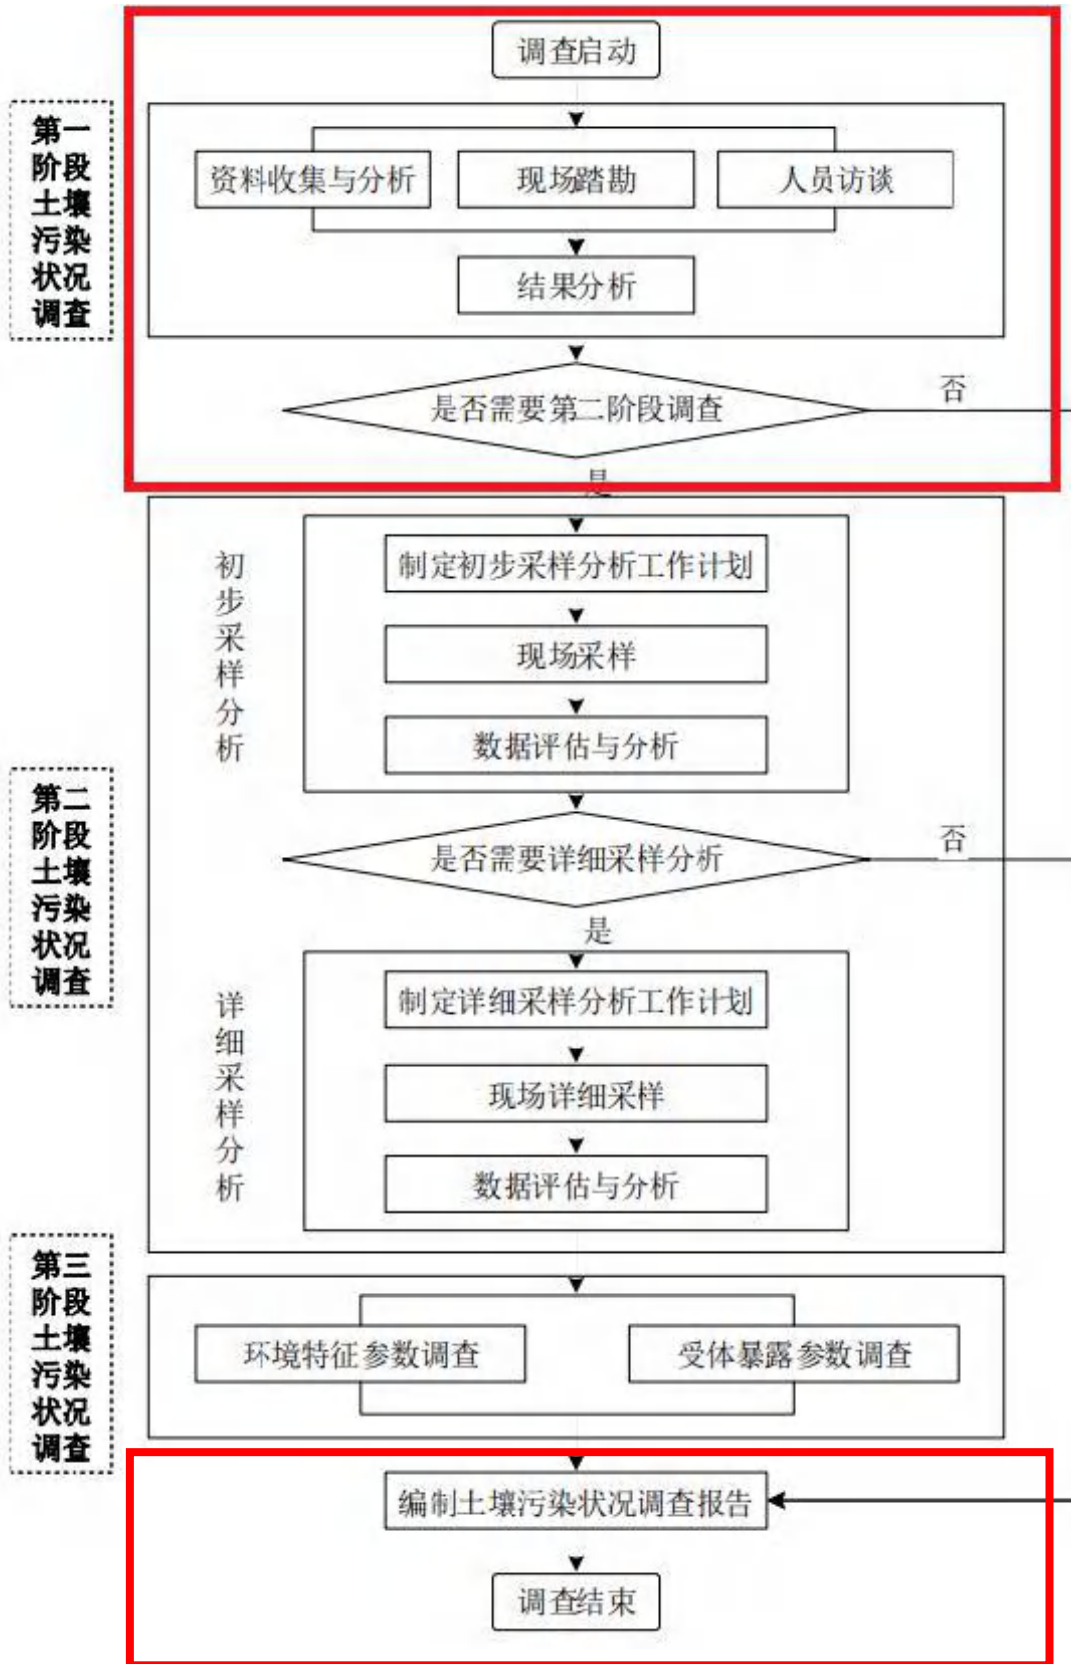 调查启动
第一
阶段
土壤
污染
状况
调查
资料收集与分析
现场踏勘
人员访谈
结果分析
是否需要第二阶段调查
否
是
初
步
采
样
分
析
制定初步采样分析工作计划
现场采样
数据评估与分析
第二
阶段
土壤
污染
状况
调查
是否需要详细采样分析
否
是
详
细
采
样
分
析
制定详细采样分析工作计划
现场详细采样
数据评估与分析
第三
阶段
土壤
污染
状况
调查
环境特征参数调查
受体暴露参数调查
编制土壤污染状况调查报告
调查结束